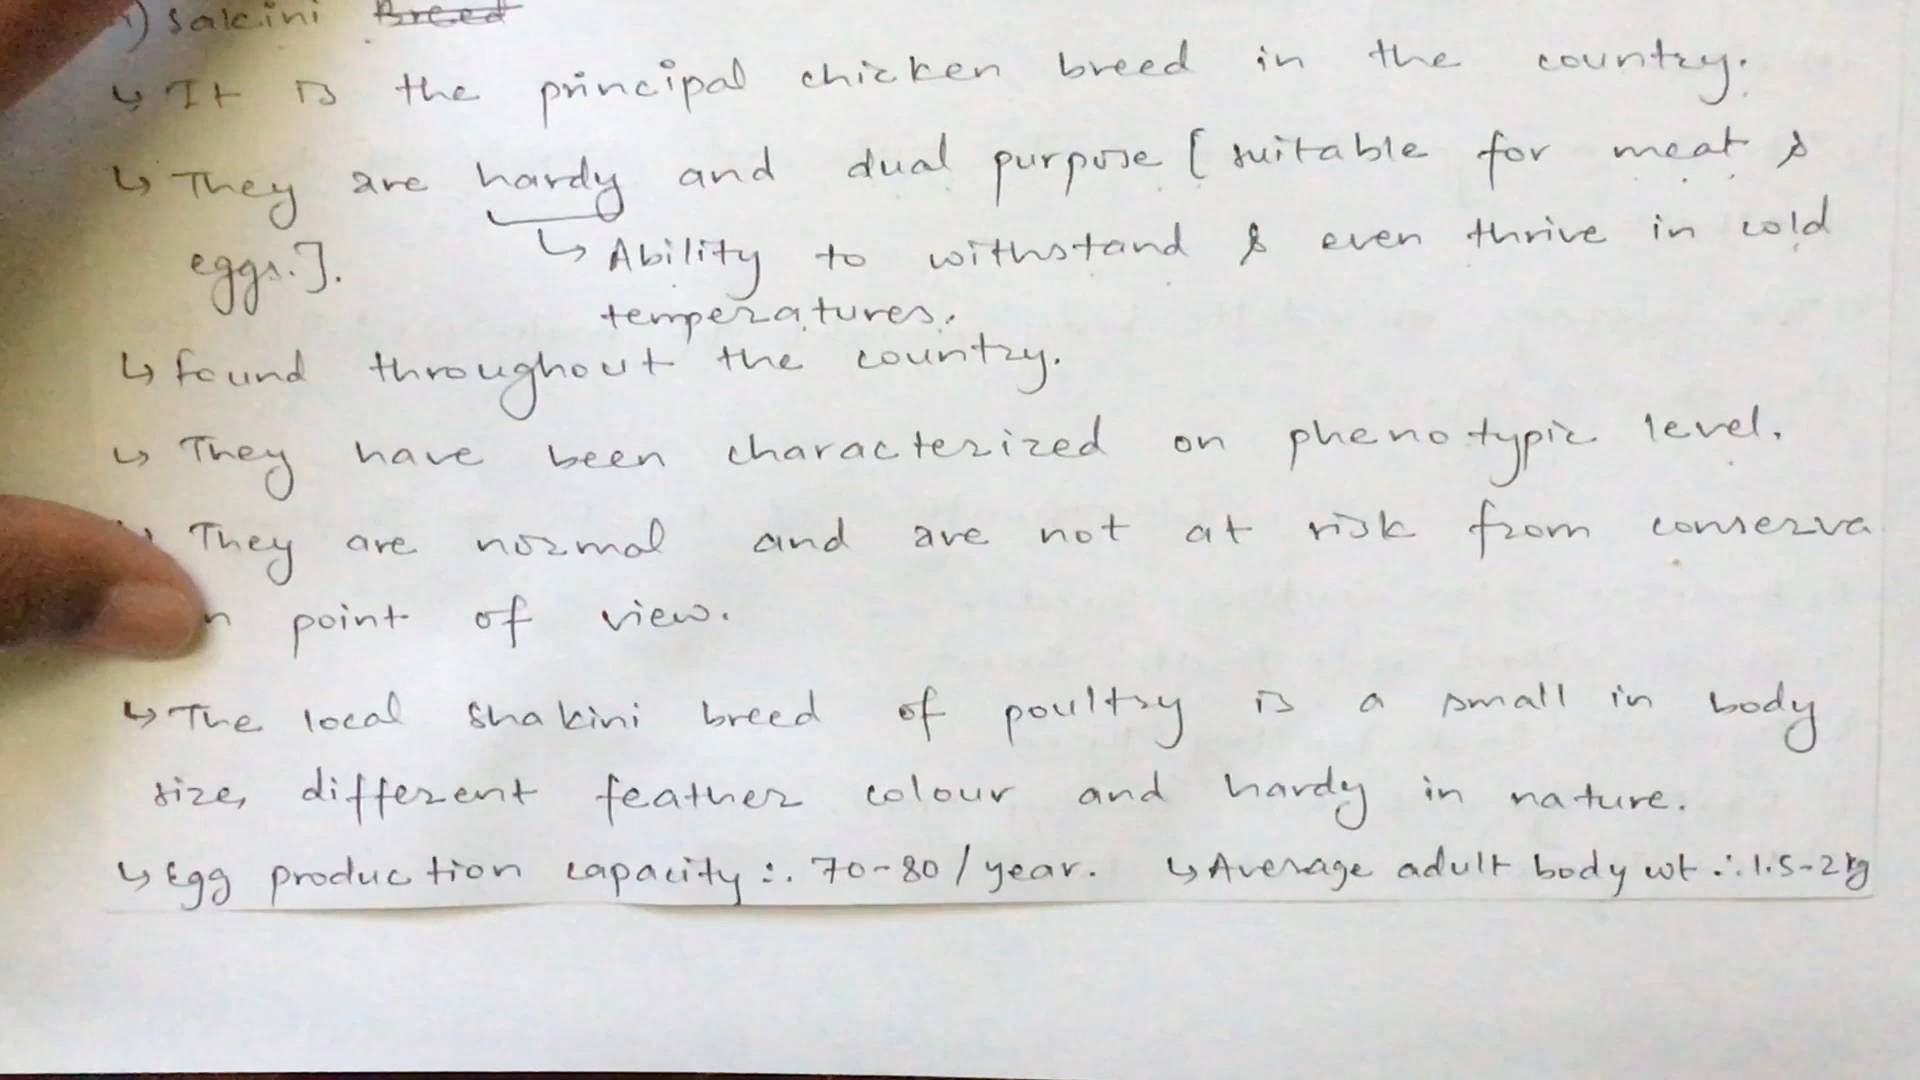 ) Sakini Breed
↳ It is the principal chicken breed in the country.
↳ They are hardy and dual purpose [suitable for meat &
eggs.].
↳ Ability to withstand & even thrive in cold
temperatures.
↳ found throughout the country.
↳ They have been characterized on phenotypic level.
They are normal and are not at risk from conserva
n point of view.
↳ The local Shakini breed of poultry is a small in body
size, different feather colour and hardy in nature.
↳ Egg production capacity :. 70-80/year. ↳ Average adult body wt ∴ 1.5-2kg